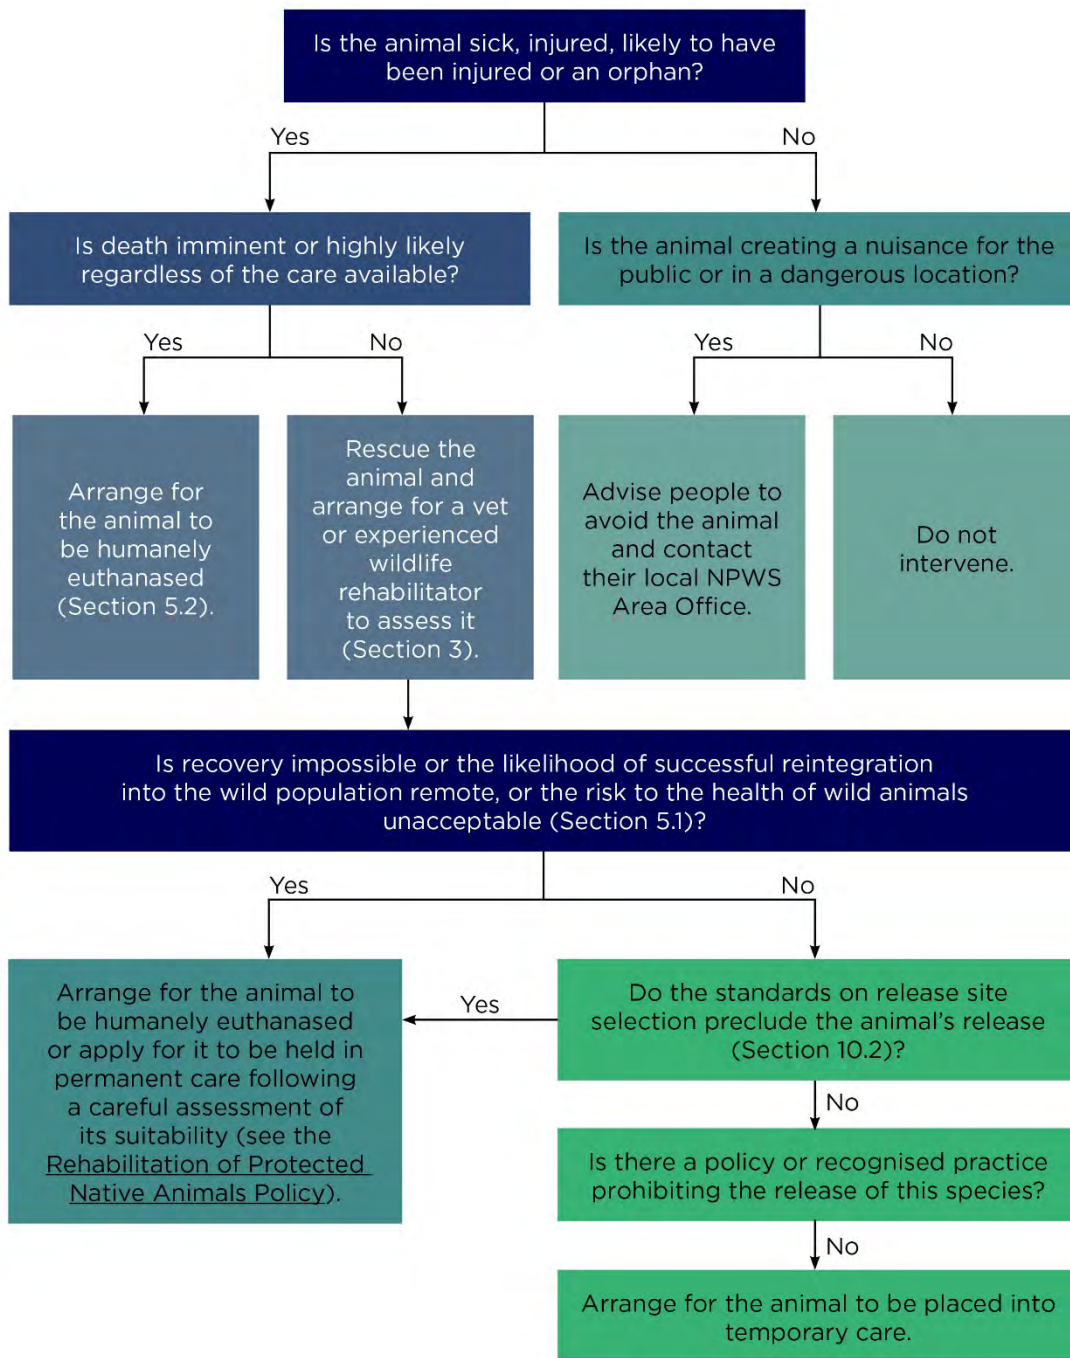 Is the animal sick, injured, likely to have
been injured or an orphan?
Yes
No
Is death imminent or highly likely
regardless of the care available?
Is the animal creating a nuisance for the
public or in a dangerous location?
Yes
No
Yes
No
Arrange for
the animal to
be humanely
euthanased
(Section 5.2).
Rescue the
animal and
arrange for a vet
or experienced
wildlife
rehabilitator
to assess it
(Section 3).
Advise people to
avoid the animal
and contact
their local NPWS
Area Office.
Do not
intervene.
Is recovery impossible or the likelihood of successful reintegration
into the wild population remote, or the risk to the health of wild animals
unacceptable (Section 5.1)?
Yes
No
Arrange for the animal to
be humanely euthanased
or apply for it to be held in
permanent care following
a careful assessment of
its suitability (see the
Rehabilitation of Protected
Native Animals Policy).
Yes
Do the standards on release site
selection preclude the animal's release
(Section 10.2)?
No
Is there a policy or recognised practice
prohibiting the release of this species?
No
Arrange for the animal to be placed into
temporary care.